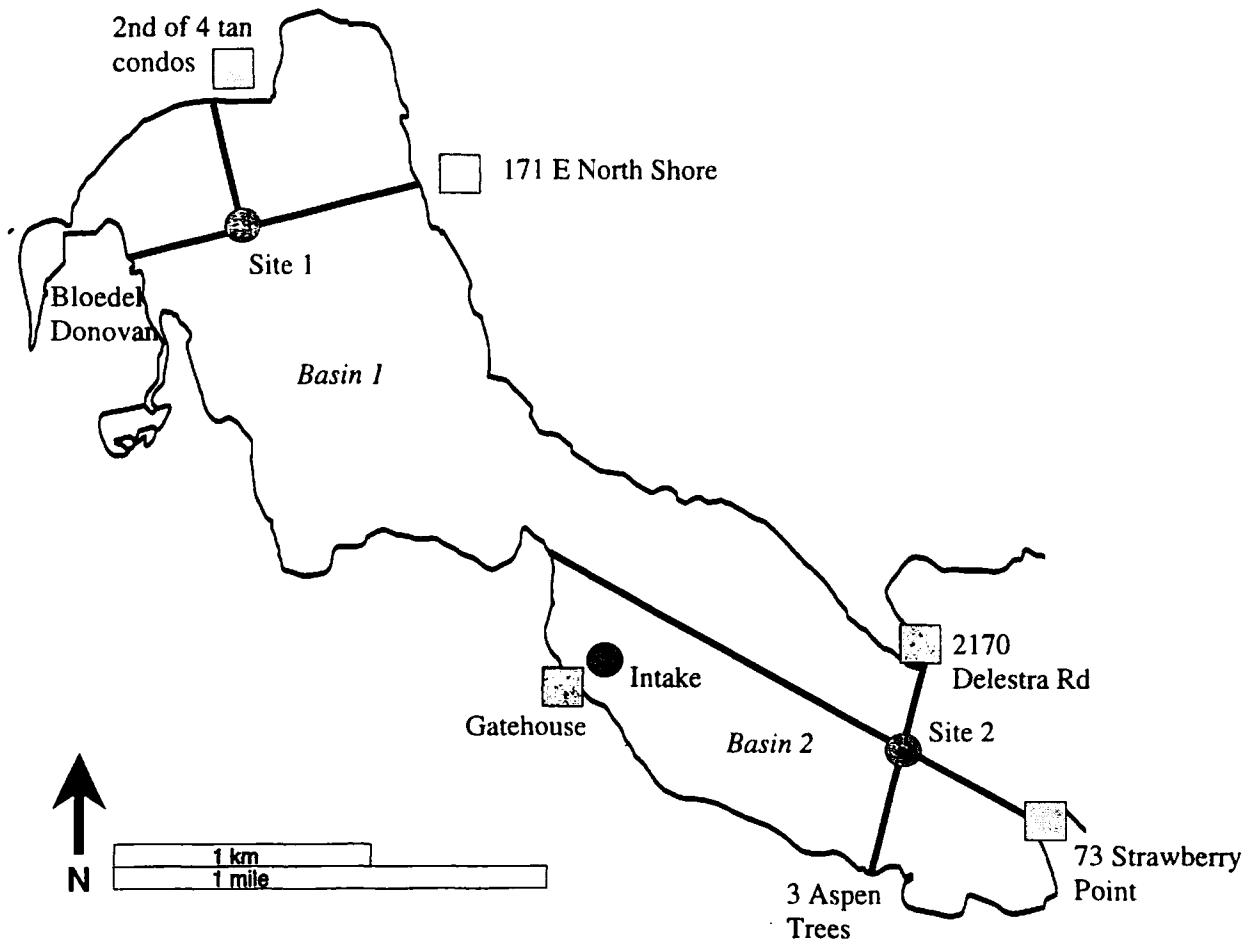 2nd of 4 tan
condos
171 E North Shore
Site 1
Bloedel
Donovan
Basin 1
2170
Delestra Rd
Intake
Gatehouse
Site 2
Basin 2
N
1 km
1 mile
73 Strawberry
Point
3 Aspen
Trees